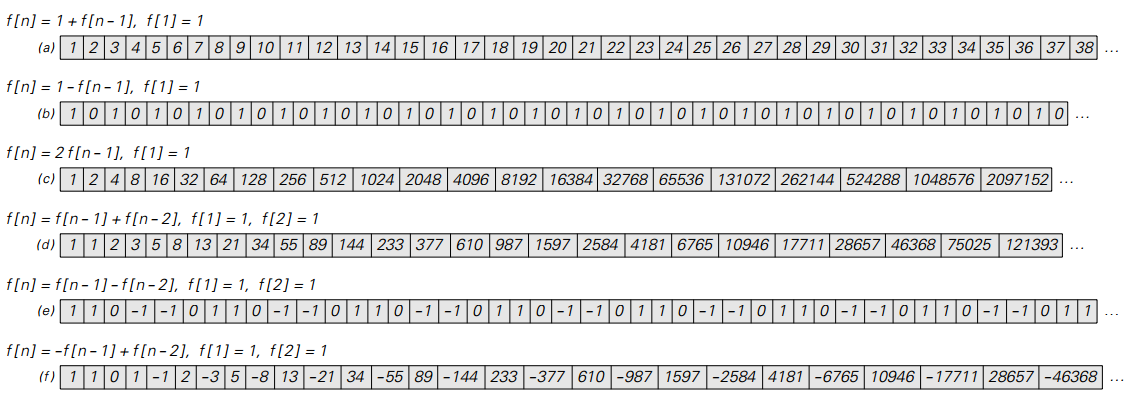 f[n] = 1 + f[n – 1], f[1] = 1
(a) 1 2 3 4 5 6 7 8 9 10 11 12 13 14 15 16 17 18 19 20 21 22 23 24 25 26 27 28 29 30 31 32 33 34 35 36 37 38 ...
f[n] = 1 – f[n – 1], f[1] = 1
(b) 1 0 1 0 1 0 1 0 1 0 1 0 1 0 1 0 1 0 1 0 1 0 1 0 1 0 1 0 1 0 1 0 1 0 1 0 1 0 1 0 1 0 1 0 1 0 1 0 ...
f[n] = 2 f[n – 1], f[1] = 1
(c) 1 2 4 8 16 32 64 128 256 512 1024 2048 4096 8192 16384 32768 65536 131072 262144 524288 1048576 2097152 ...
f[n] = f[n – 1] + f[n – 2], f[1] = 1, f[2] = 1
(d) 1 1 2 3 5 8 13 21 34 55 89 144 233 377 610 987 1597 2584 4181 6765 10946 17711 28657 46368 75025 121393 ...
f[n] = f[n – 1] – f[n – 2], f[1] = 1, f[2] = 1
(e) 1 1 0 –1 –1 0 1 1 0 –1 –1 0 1 1 0 –1 –1 0 1 1 0 –1 –1 0 1 1 0 –1 –1 0 1 1 0 –1 –1 0 1 1 0 –1 –1 0 1 1 ...
f[n] = –f[n – 1] + f[n – 2], f[1] = 1, f[2] = 1
(f) 1 1 0 1 –1 2 –3 5 –8 13 –21 34 –55 89 –144 233 –377 610 –987 1597 –2584 4181 –6765 10946 –17711 28657 –46368 ...